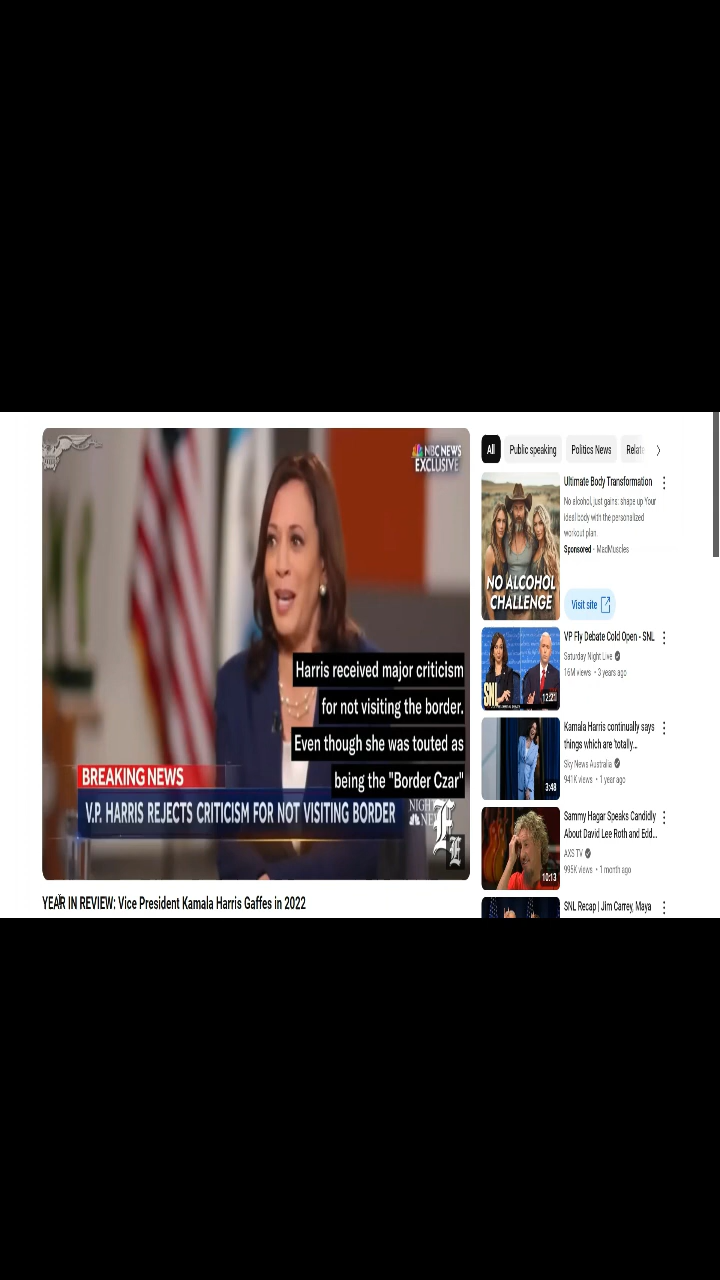 NBC NEWS
EXCLUSIVE
Harris received major criticism
for not visiting the border.
Even though she was touted as
being the "Border Czar"
BREAKING NEWS
V.P. HARRIS REJECTS CRITICISM FOR NOT VISITING BORDER
NIGHT
NE
YEAR IN REVIEW: Vice President Kamala Harris Gaffes in 2022
All
Public speaking
Politics News
Relate
Ultimate Body Transformation
No alcohol, just gains: shape up Your
ideal body with the personalized
workout plan.
Sponsored · MadMuscles
Visit site
NO ALCOHOL
CHALLENGE
VP Fly Debate Cold Open - SNL
Saturday Night Live
16M views • 3 years ago
SNL
12:21
Kamala Harris continually says
things which are 'totally...
Sky News Australia
941K views • 1 year ago
3:48
Sammy Hagar Speaks Candidly
About David Lee Roth and Edd...
AXS TV
995K views • 1 month ago
10:13
SNL Recap | Jim Carrey, Maya